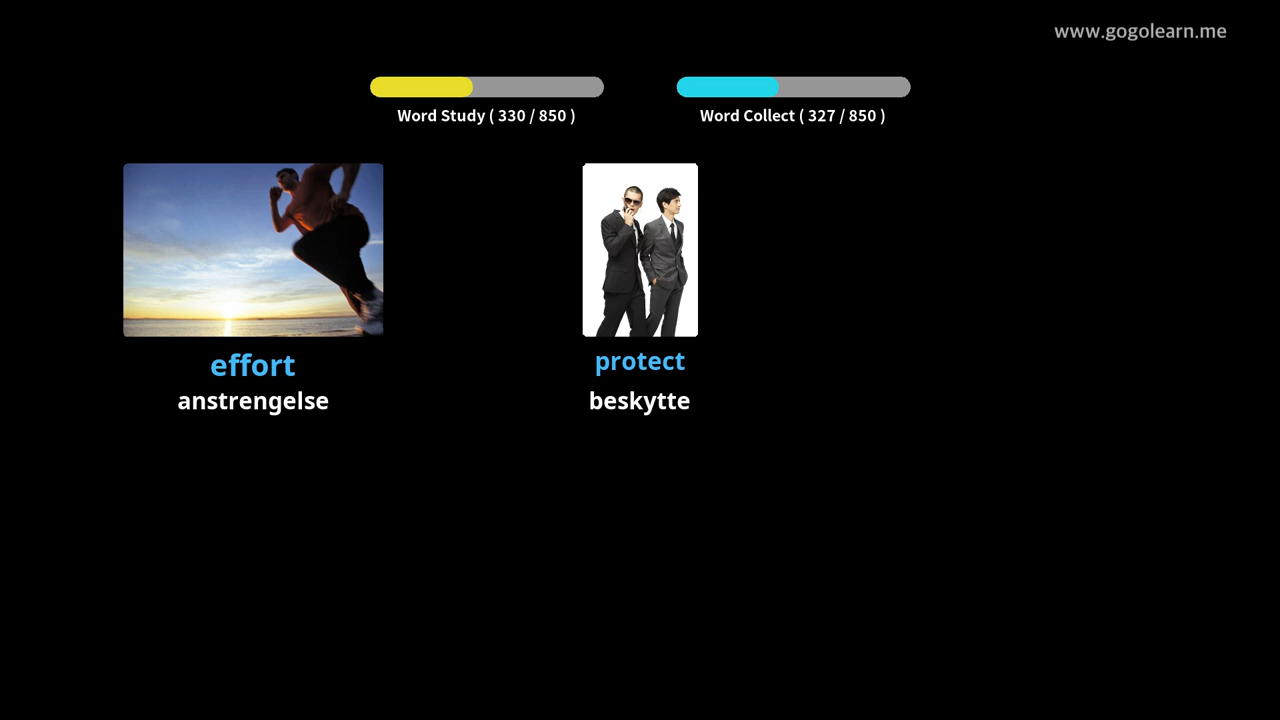 www.gogolearn.me
Word Study ( 330 / 850 )
Word Collect ( 327 / 850 )
effort
anstrengelse
protect
beskytte